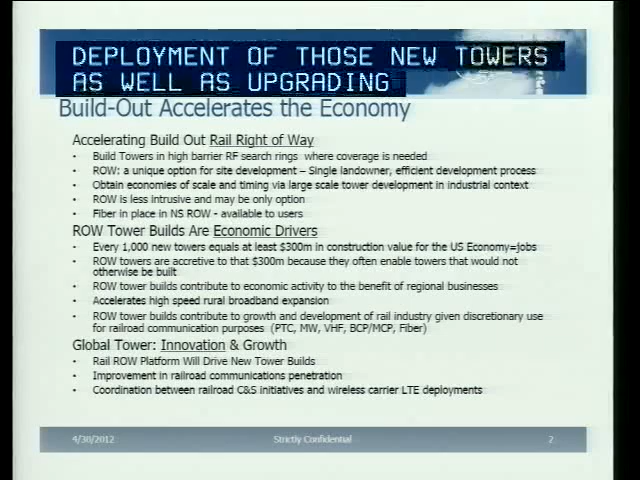 DEPLOYMENT OF THOSE NEW TOWERS
AS WELL AS UPGRADING
Build-Out Accelerates the Economy
Accelerating Build Out Rail Right of Way
• Build Towers in high barrier RF search rings where coverage is needed
• ROW: a unique option for site development – Single landowner, efficient development process
• Obtain economies of scale and timing via large scale tower development in industrial context
• ROW is less intrusive and may be only option
• Fiber in place in NS ROW - available to users
ROW Tower Builds Are Economic Drivers
• Every 1,000 new towers equals at least $300m in construction value for the US Economy=jobs
• ROW towers are accretive to that $300m because they often enable towers that would not
otherwise be built
• ROW tower builds contribute to economic activity to the benefit of regional businesses
• Accelerates high speed rural broadband expansion
• ROW tower builds contribute to growth and development of rail industry given discretionary use
for railroad communication purposes (PTC, MW, VHF, BCP/MCP, Fiber)
Global Tower: Innovation & Growth
• Rail ROW Platform Will Drive New Tower Builds
• Improvement in railroad communications penetration
• Coordination between railroad C&S initiatives and wireless carrier LTE deployments
4/30/2012 Strictly Confidential 2